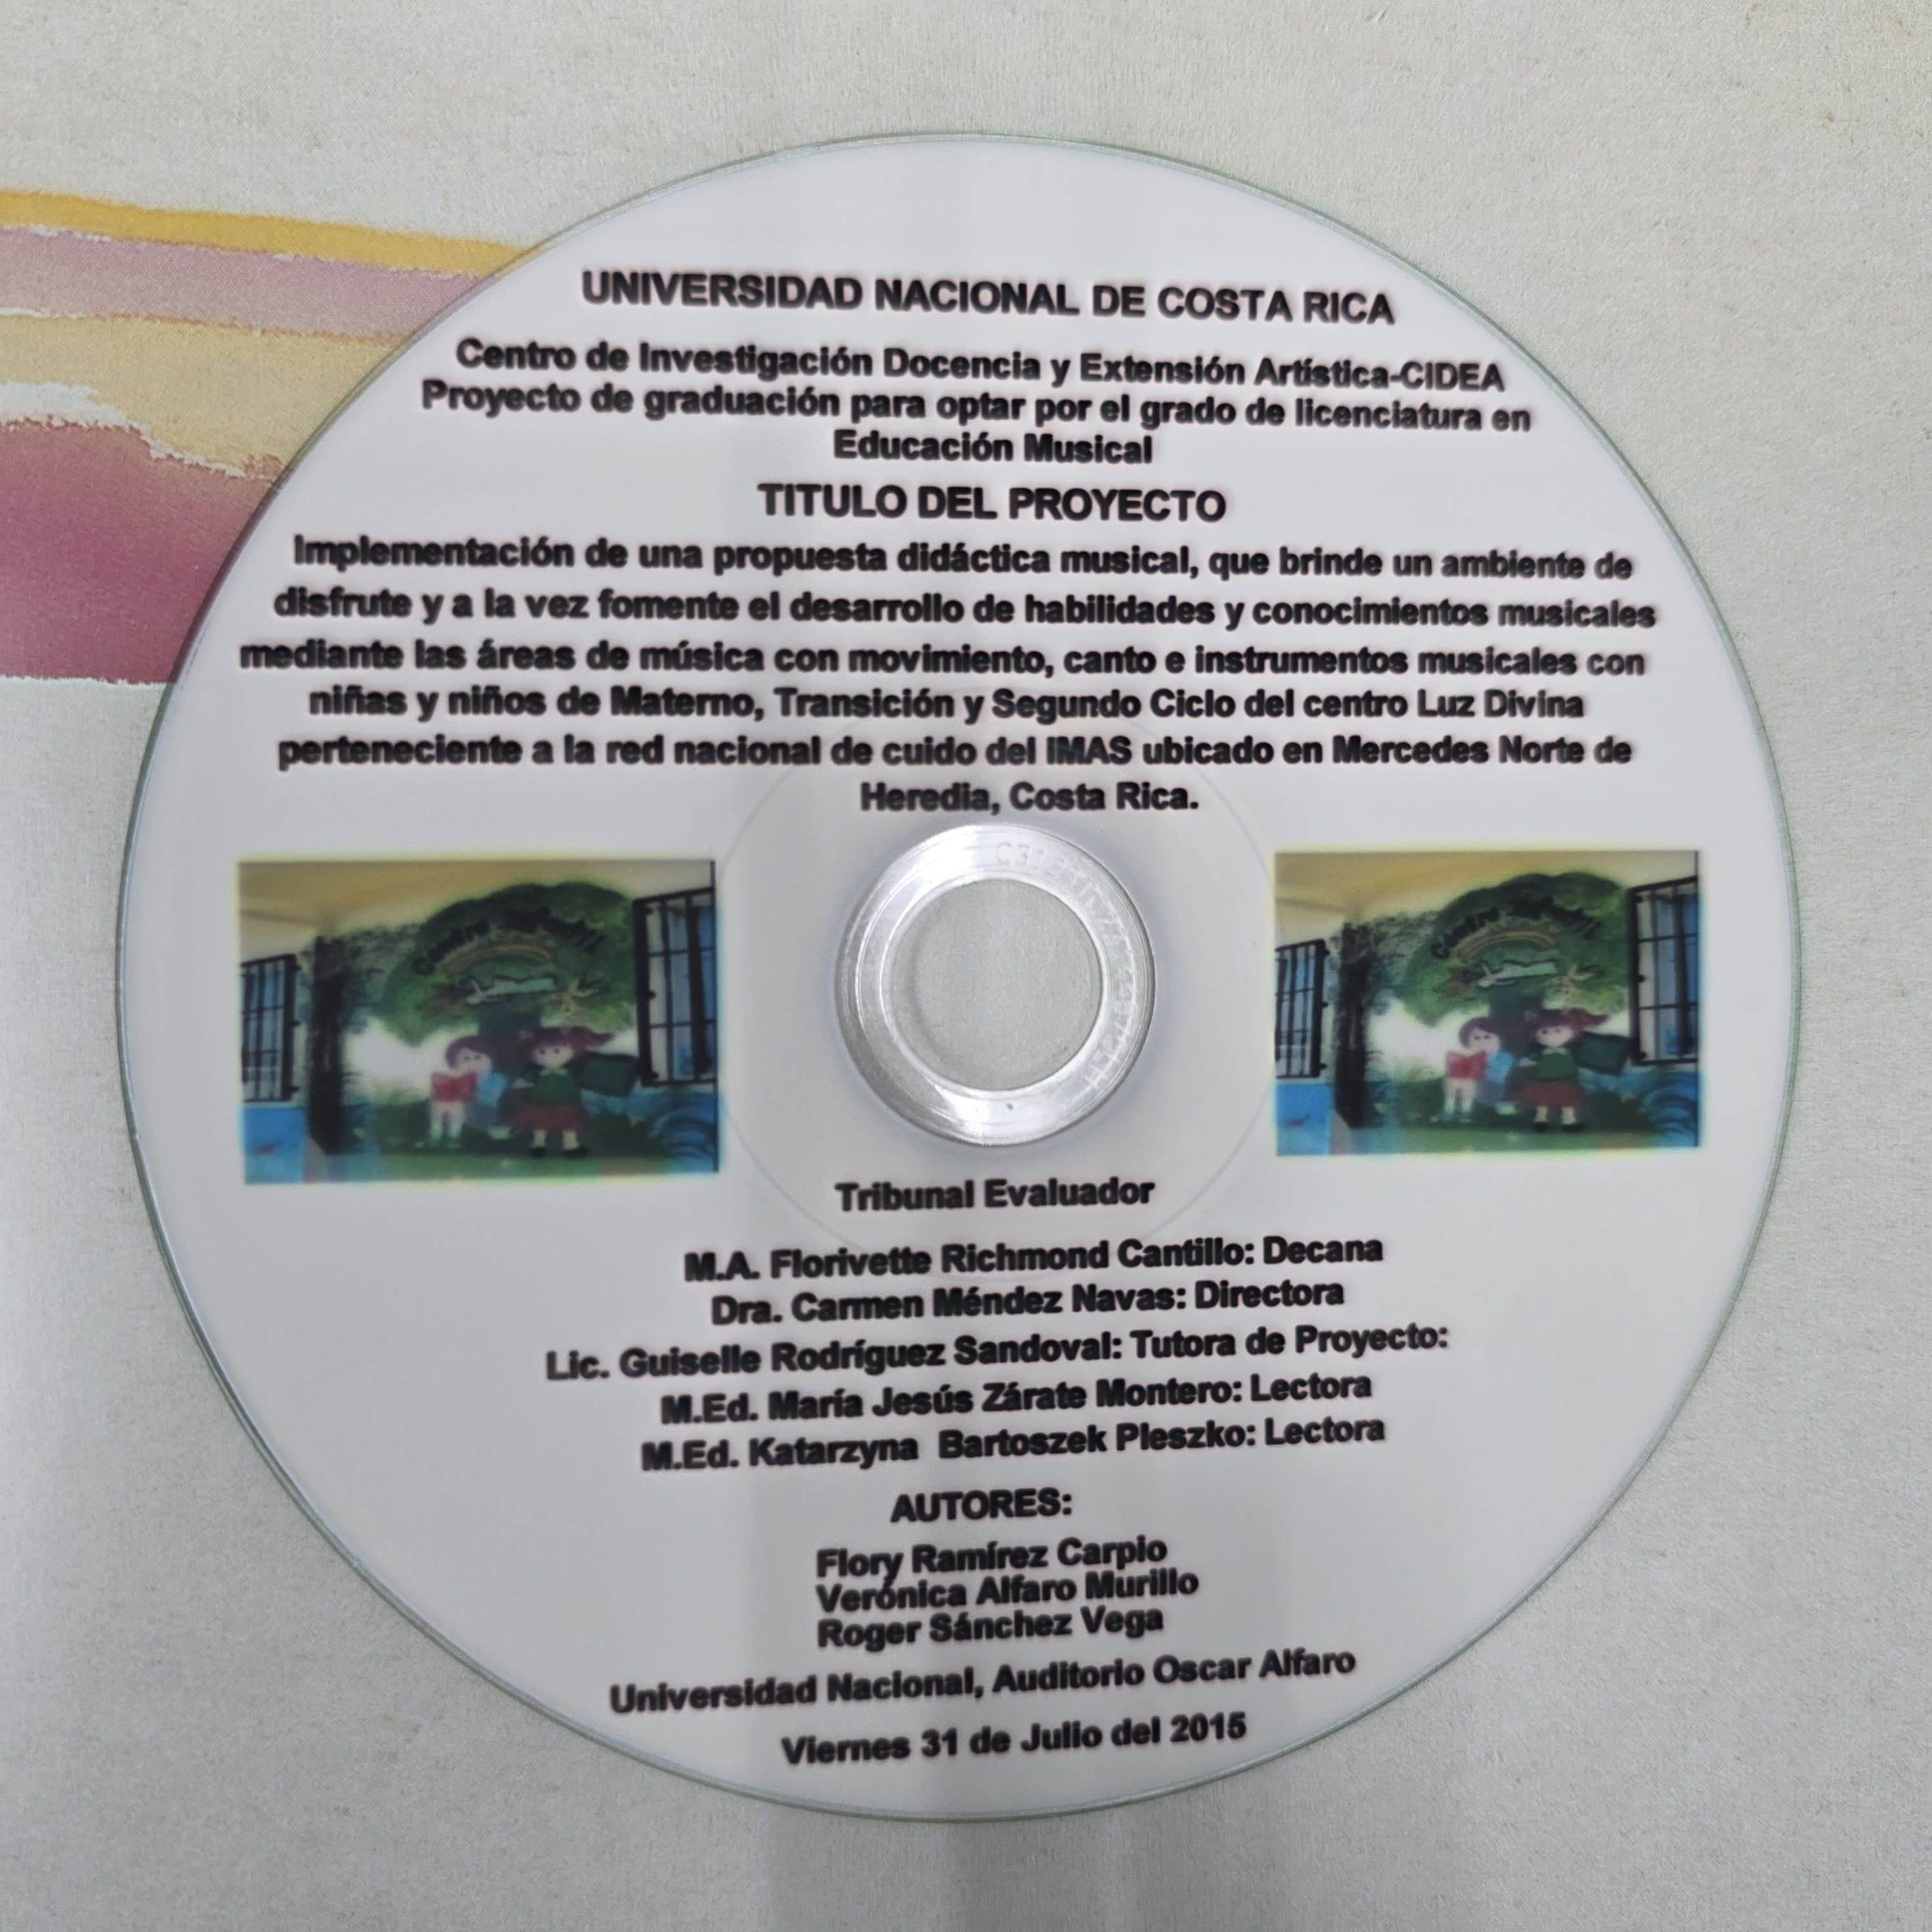 UNIVERSIDAD NACIONAL DE COSTA RICA
Centro de Investigación Docencia y Extensión Artística-CIDEA
Proyecto de graduación para optar por el grado de licenciatura en
Educación Musical
TITULO DEL PROYECTO
Implementación de una propuesta didáctica musical, que brinde un ambiente de
disfrute y a la vez fomente el desarrollo de habilidades y conocimientos musicales
mediante las áreas de música con movimiento, canto e instrumentos musicales con
niñas y niños de Materno, Transición y Segundo Ciclo del centro Luz Divina
perteneciente a la red nacional de cuido del IMAS ubicado en Mercedes Norte de
Heredia, Costa Rica.
Centro Infantil
Centro Infantil
Tribunal Evaluador
M.A. Florivette Richmond Cantillo: Decana
Dra. Carmen Méndez Navas: Directora
Lic. Guiselle Rodríguez Sandoval: Tutora de Proyecto:
M.Ed. María Jesús Zárate Montero: Lectora
M.Ed. Katarzyna  Bartoszek Pleszko: Lectora
AUTORES:
Flory Ramírez Carpio
Verónica Alfaro Murillo
Roger Sánchez Vega
Universidad Nacional, Auditorio Oscar Alfaro
Viernes 31 de Julio del 2015